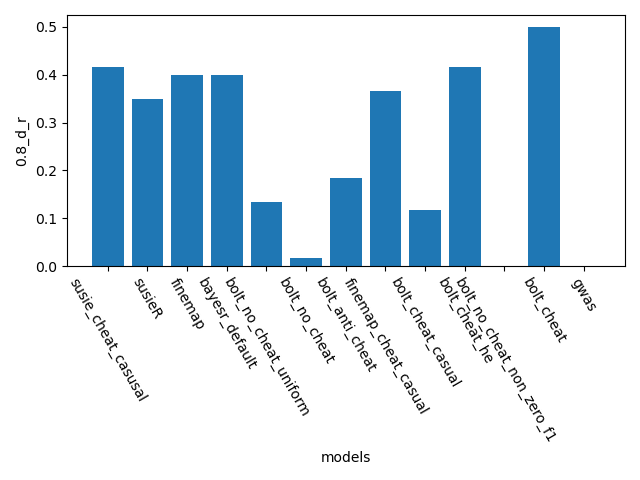 0.8_d_r
0.5
0.4
0.3
0.2
0.1
0.0
susie_cheat_casusal
susieR
finemap
bayesr_default
bolt_no_cheat_uniform
bolt_no_cheat
bolt_anti_cheat
finemap_cheat_casual
bolt_cheat_casual
bolt_cheat_he
bolt_no_cheat_non_zero_f1
bolt_cheat
gwas
models